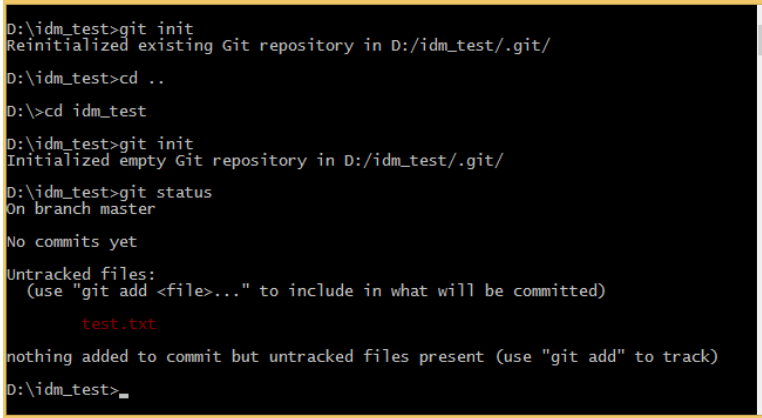 D:\idm_test>git init
Reinitialized existing Git repository in D:/idm_test/.git/
D:\idm_test>cd ..
D:\>cd idm_test
D:\idm_test>git init
Initialized empty Git repository in D:/idm_test/.git/
D:\idm_test>git status
On branch master
No commits yet
Untracked files:
  (use "git add <file>..." to include in what will be committed)
        test.txt
nothing added to commit but untracked files present (use "git add" to track)
D:\idm_test>